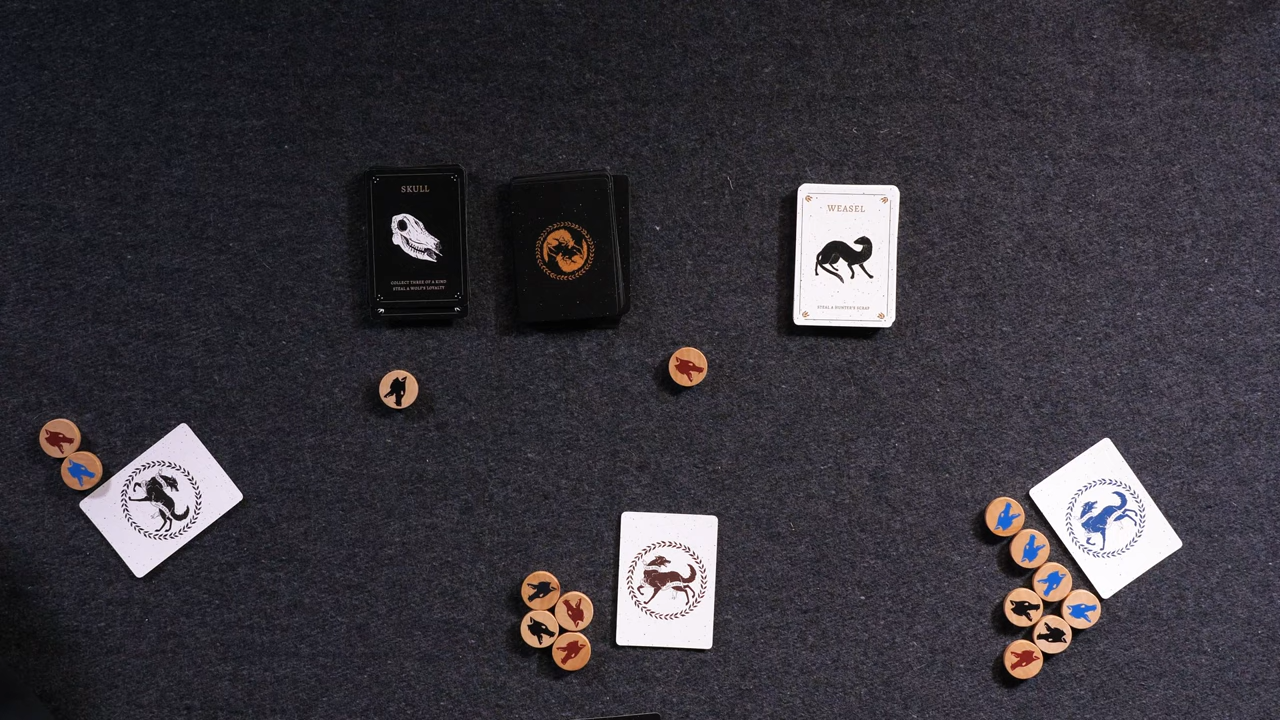 SKULL
COLLECT THREE OF A KIND
STEAL A WOLF'S LOYALTY
WEASEL
STEAL A HUNTER'S SCRAP